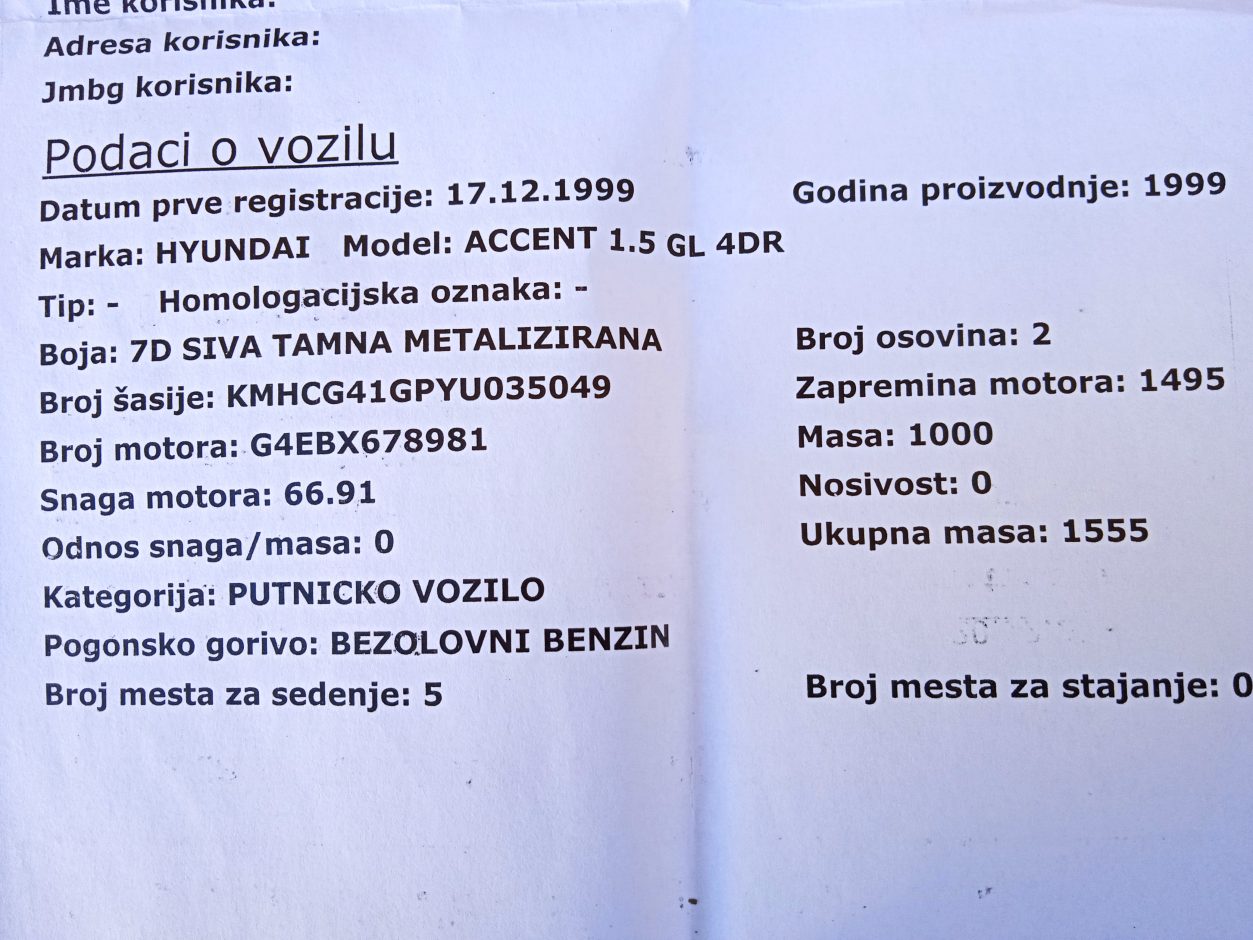 Ime korisnika:
Adresa korisnika:
Jmbg korisnika:
Podaci o vozilu
Datum prve registracije: 17.12.1999 Godina proizvodnje: 1999
Marka: HYUNDAI Model: ACCENT 1.5 GL 4DR
Tip: - Homologacijska oznaka: -
Boja: 7D SIVA TAMNA METALIZIRANA Broj osovina: 2
Broj šasije: KMHCG41GPYU035049 Zapremina motora: 1495
Broj motora: G4EBX678981 Masa: 1000
Snaga motora: 66.91 Nosivost: 0
Odnos snaga/masa: 0 Ukupna masa: 1555
Kategorija: PUTNICKO VOZILO
Pogonsko gorivo: BEZOLOVNI BENZIN
Broj mesta za sedenje: 5 Broj mesta za stajanje: 0